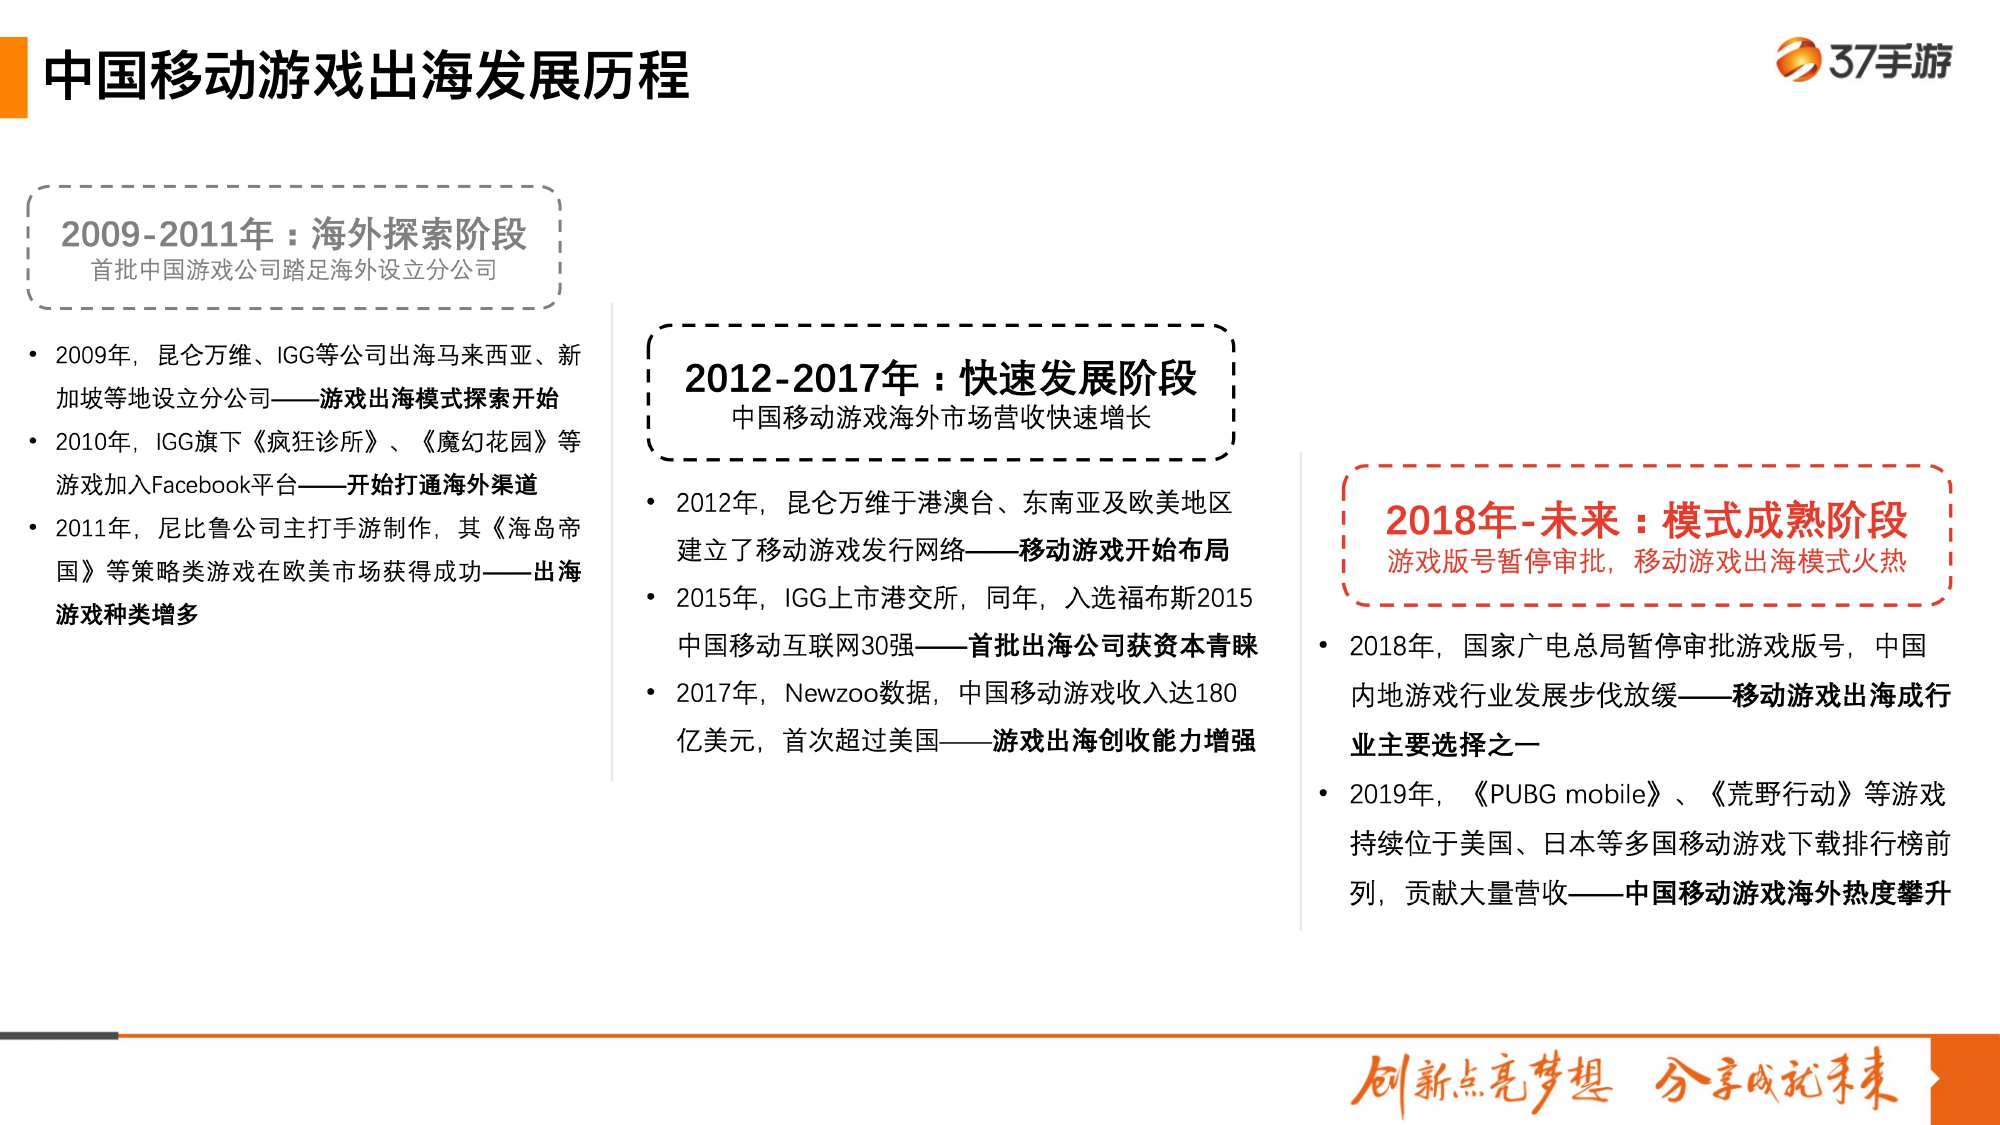 中国移动游戏出海发展历程
37手游
2009-2011年：海外探索阶段
首批中国游戏公司踏足海外设立分公司
• 2009年，昆仑万维、IGG等公司出海马来西亚、新
加坡等地设立分公司——游戏出海模式探索开始
• 2010年，IGG旗下《疯狂诊所》、《魔幻花园》等
游戏加入Facebook平台——开始打通海外渠道
• 2011年，尼比鲁公司主打手游制作，其《海岛帝
国》等策略类游戏在欧美市场获得成功——出海
游戏种类增多
2012-2017年：快速发展阶段
中国移动游戏海外市场营收快速增长
• 2012年，昆仑万维于港澳台、东南亚及欧美地区
建立了移动游戏发行网络——移动游戏开始布局
• 2015年，IGG上市港交所，同年，入选福布斯2015
中国移动互联网30强——首批出海公司获资本青睐
• 2017年，Newzoo数据，中国移动游戏收入达180
亿美元，首次超过美国——游戏出海创收能力增强
2018年-未来：模式成熟阶段
游戏版号暂停审批，移动游戏出海模式火热
• 2018年，国家广电总局暂停审批游戏版号，中国
内地游戏行业发展步伐放缓——移动游戏出海成行
业主要选择之一
• 2019年，《PUBG mobile》、《荒野行动》等游戏
持续位于美国、日本等多国移动游戏下载排行榜前
列，贡献大量营收——中国移动游戏海外热度攀升
创新点亮梦想 分享成就未来